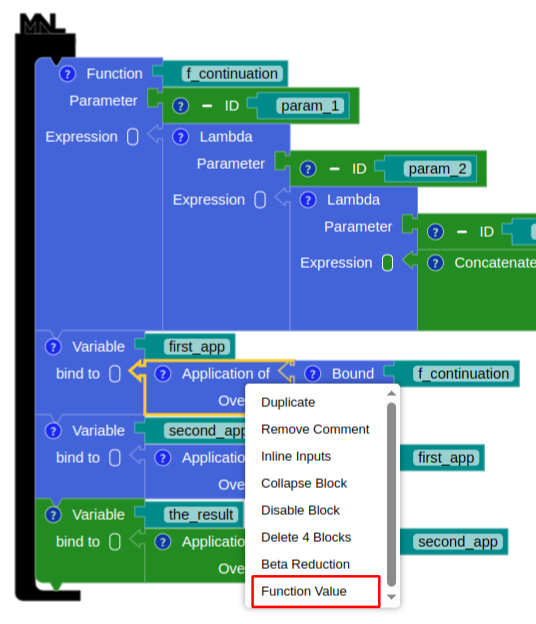 MNL
? Function f_continuation
Parameter ? − ID param_1
Expression ? Lambda
Parameter ? − ID param_2
Expression ? Lambda
Parameter ? − ID
Expression ? Concatenate
? Variable first_app
bind to ? Application of ? Bound f_continuation
Ove
Duplicate
Remove Comment
? Variable second_app
Inline Inputs
bind to ? Applicatio first_app
Collapse Block
Ove
Disable Block
? Variable the_result
Delete 4 Blocks
bind to ? Applicatio second_app
Beta Reduction
Ove
Function Value